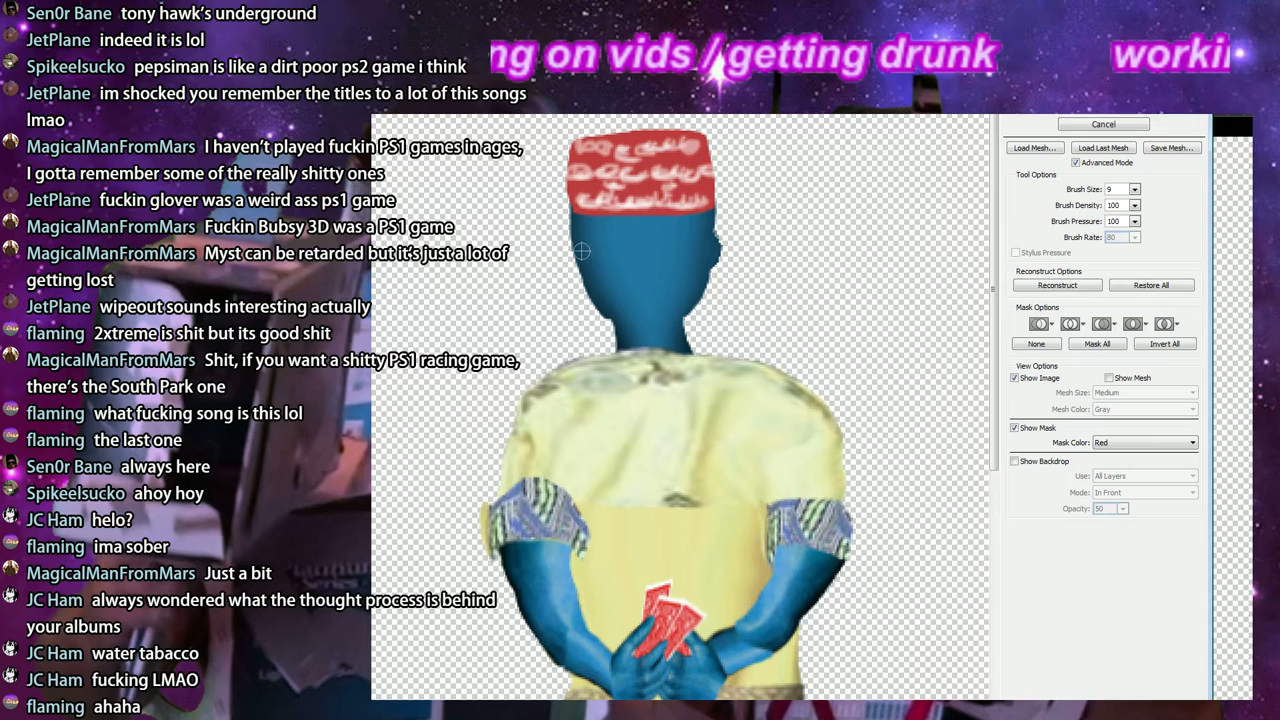 Sen0r Bane tony hawk's underground
JetPlane indeed it is lol
Spikeelsucko pepsiman is like a dirt poor ps2 game i think
JetPlane im shocked you remember the titles to a lot of this songs
lmao
MagicalManFromMars I haven't played fuckin PS1 games in ages,
I gotta remember some of the really shitty ones
JetPlane fuckin glover was a weird ass ps1 game
MagicalManFromMars Fuckin Bubsy 3D was a PS1 game
MagicalManFromMars Myst can be retarded but it's just a lot of
getting lost
JetPlane wipeout sounds interesting actually
flaming 2xtreme is shit but its good shit
MagicalManFromMars Shit, if you want a shitty PS1 racing game,
there's the South Park one
flaming what fucking song is this lol
flaming the last one
Sen0r Bane always here
Spikeelsucko ahoy hoy
JC Ham helo?
flaming ima sober
MagicalManFromMars Just a bit
JC Ham always wondered what the thought process is behind
your albums
JC Ham water tabacco
JC Ham fucking LMAO
flaming ahaha
ng on vids / getting drunk workin
Cancel
Load Mesh... Load Last Mesh Save Mesh...
Advanced Mode
Tool Options
Brush Size: 9
Brush Density: 100
Brush Pressure: 100
Brush Rate: 80
Stylus Pressure
Reconstruct Options
Reconstruct Restore All
Mask Options
None Mask All Invert All
View Options
Show Image Show Mesh
Mesh Size: Medium
Mesh Color: Gray
Show Mask
Mask Color: Red
Show Backdrop
Use: All Layers
Mode: In Front
Opacity: 50